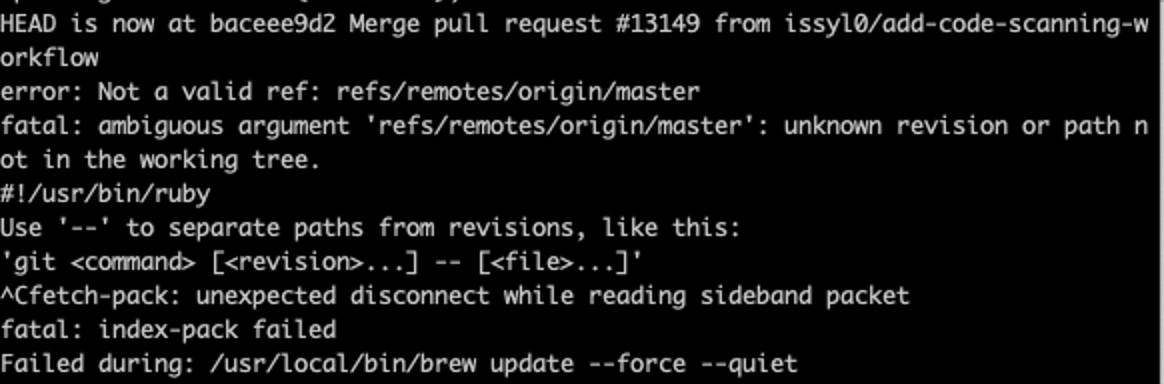 HEAD is now at baceee9d2 Merge pull request #13149 from issyl0/add-code-scanning-w
orkflow
error: Not a valid ref: refs/remotes/origin/master
fatal: ambiguous argument 'refs/remotes/origin/master': unknown revision or path n
ot in the working tree.
#!/usr/bin/ruby
Use '--' to separate paths from revisions, like this:
'git <command> [<revision>...] -- [<file>...]'
^Cfetch-pack: unexpected disconnect while reading sideband packet
fatal: index-pack failed
Failed during: /usr/local/bin/brew update --force --quiet